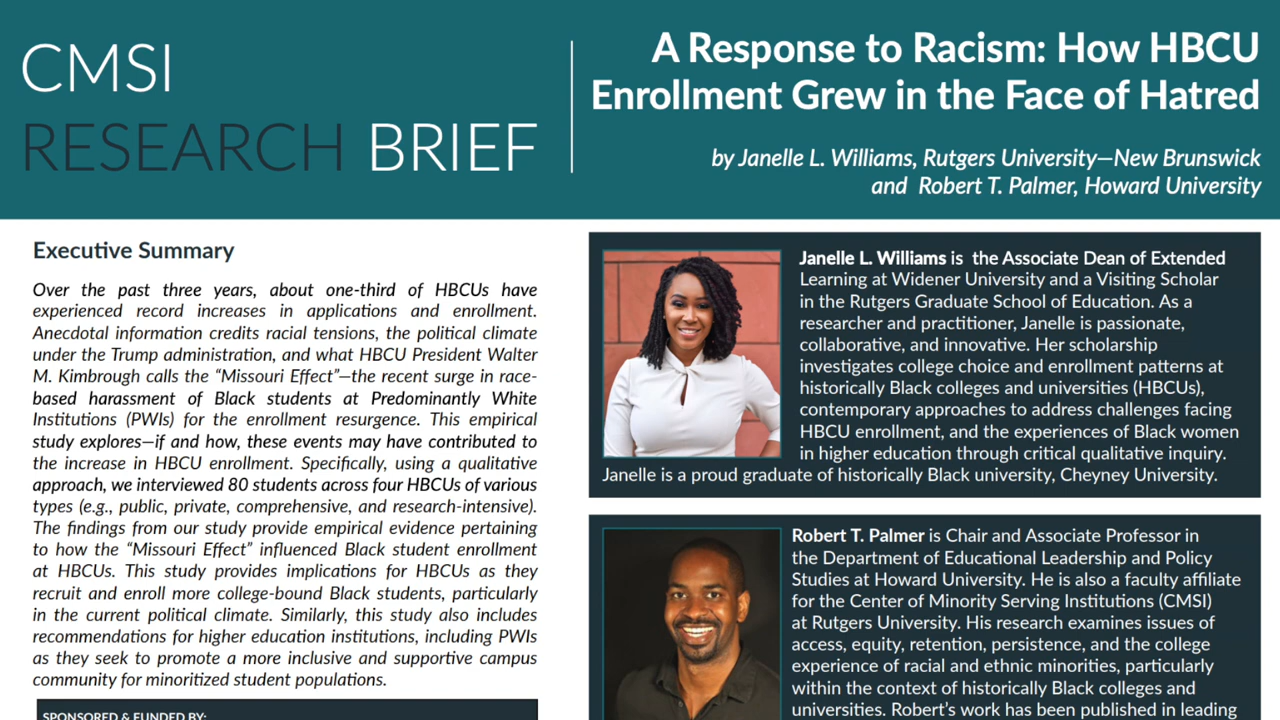 CMSI
RESEARCH BRIEF
A Response to Racism: How HBCU
Enrollment Grew in the Face of Hatred
by Janelle L. Williams, Rutgers University—New Brunswick
and Robert T. Palmer, Howard University
Executive Summary
Over the past three years, about one-third of HBCUs have
experienced record increases in applications and enrollment.
Anecdotal information credits racial tensions, the political climate
under the Trump administration, and what HBCU President Walter
M. Kimbrough calls the “Missouri Effect”—the recent surge in race-
based harassment of Black students at Predominantly White
Institutions (PWIs) for the enrollment resurgence. This empirical
study explores—if and how, these events may have contributed to
the increase in HBCU enrollment. Specifically, using a qualitative
approach, we interviewed 80 students across four HBCUs of various
types (e.g., public, private, comprehensive, and research-intensive).
The findings from our study provide empirical evidence pertaining
to how the “Missouri Effect” influenced Black student enrollment
at HBCUs. This study provides implications for HBCUs as they
recruit and enroll more college-bound Black students, particularly
in the current political climate. Similarly, this study also includes
recommendations for higher education institutions, including PWIs
as they seek to promote a more inclusive and supportive campus
community for minoritized student populations.
SPONSORED & FUNDED BY:
Janelle L. Williams is the Associate Dean of Extended
Learning at Widener University and a Visiting Scholar
in the Rutgers Graduate School of Education. As a
researcher and practitioner, Janelle is passionate,
collaborative, and innovative. Her scholarship
investigates college choice and enrollment patterns at
historically Black colleges and universities (HBCUs),
contemporary approaches to address challenges facing
HBCU enrollment, and the experiences of Black women
in higher education through critical qualitative inquiry.
Janelle is a proud graduate of historically Black university, Cheyney University.
Robert T. Palmer is Chair and Associate Professor in
the Department of Educational Leadership and Policy
Studies at Howard University. He is also a faculty affiliate
for the Center of Minority Serving Institutions (CMSI)
at Rutgers University. His research examines issues of
access, equity, retention, persistence, and the college
experience of racial and ethnic minorities, particularly
within the context of historically Black colleges and
universities. Robert's work has been published in leading